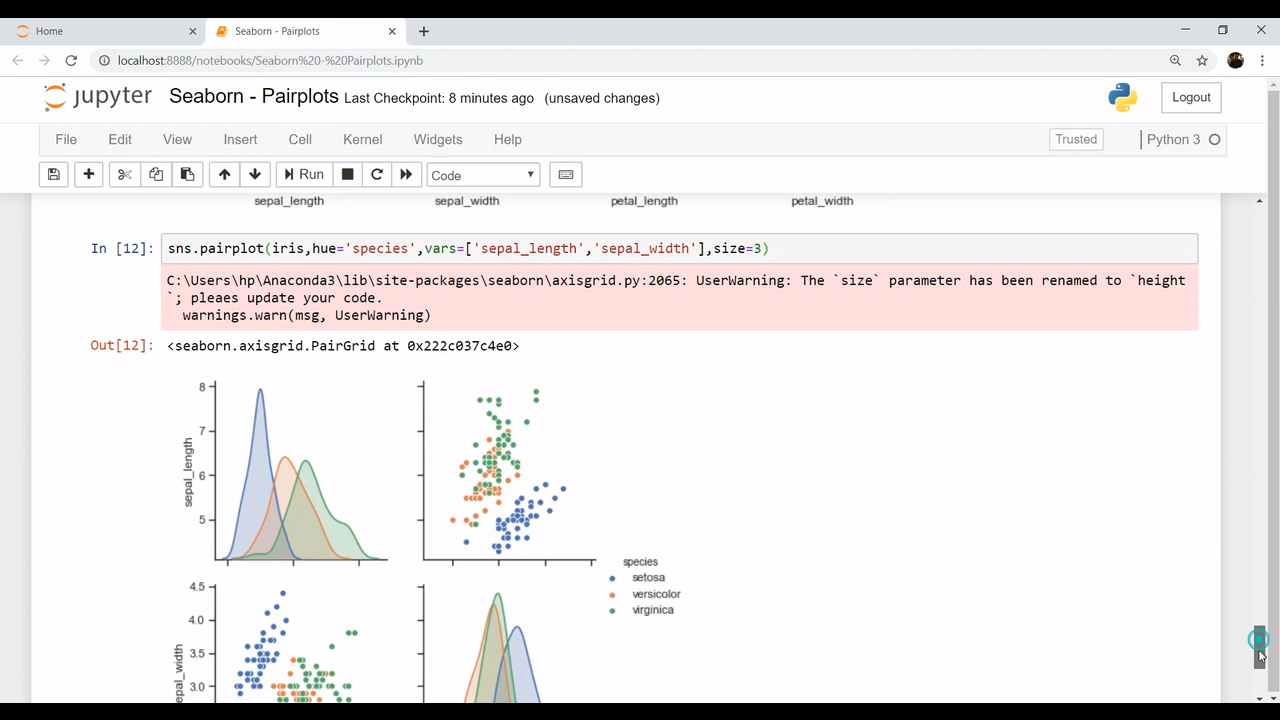 Home
Seaborn - Pairplots
localhost:8888/notebooks/Seaborn%20-%20Pairplots.ipynb
jupyter Seaborn - Pairplots Last Checkpoint: 8 minutes ago (unsaved changes)
Logout
File Edit View Insert Cell Kernel Widgets Help
Trusted
Python 3
Run
Code
sepal_length sepal_width petal_length petal_width
In [12]: sns.pairplot(iris,hue='species',vars=['sepal_length','sepal_width'],size=3)
C:\Users\hp\Anaconda3\lib\site-packages\seaborn\axisgrid.py:2065: UserWarning: The `size` parameter has been renamed to `height
`; pleaes update your code.
warnings.warn(msg, UserWarning)
Out[12]: <seaborn.axisgrid.PairGrid at 0x222c037c4e0>
8
7
6
5
sepal_length
species
setosa
versicolor
virginica
4.5
4.0
3.5
3.0